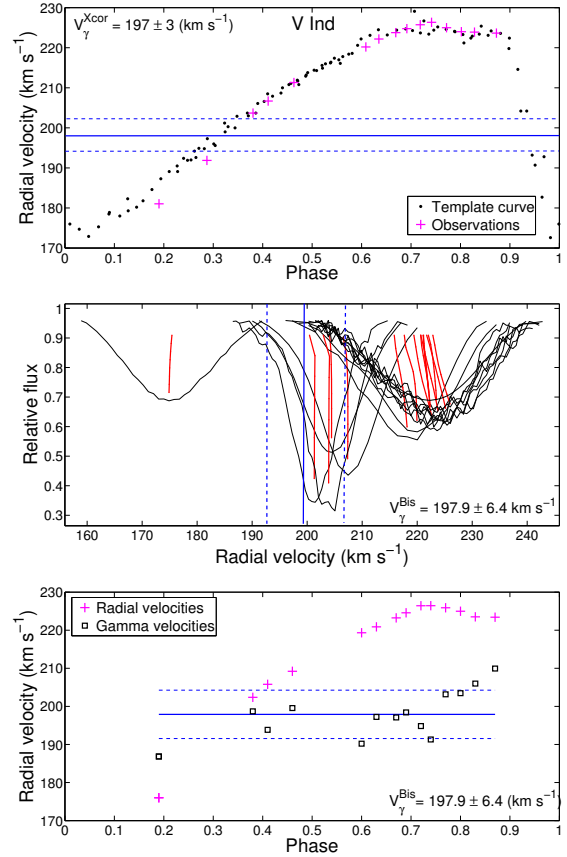 V_γ^Xcor = 197 ± 3 (km s⁻¹)
V Ind
230
220
210
200
190
180
170
Radial velocity (km s⁻¹)
Template curve
Observations
0 0.1 0.2 0.3 0.4 0.5 0.6 0.7 0.8 0.9 1
Phase
1
0.9
0.8
0.7
0.6
0.5
0.4
0.3
Relative flux
V_γ^Bis = 197.9 ± 6.4 km s⁻¹
160 170 180 190 200 210 220 230 240
Radial velocity (km s⁻¹)
230
220
210
200
190
180
170
Radial velocity (km s⁻¹)
Radial velocities
Gamma velocities
V_γ^Bis = 197.9 ± 6.4 (km s⁻¹)
0 0.1 0.2 0.3 0.4 0.5 0.6 0.7 0.8 0.9 1
Phase